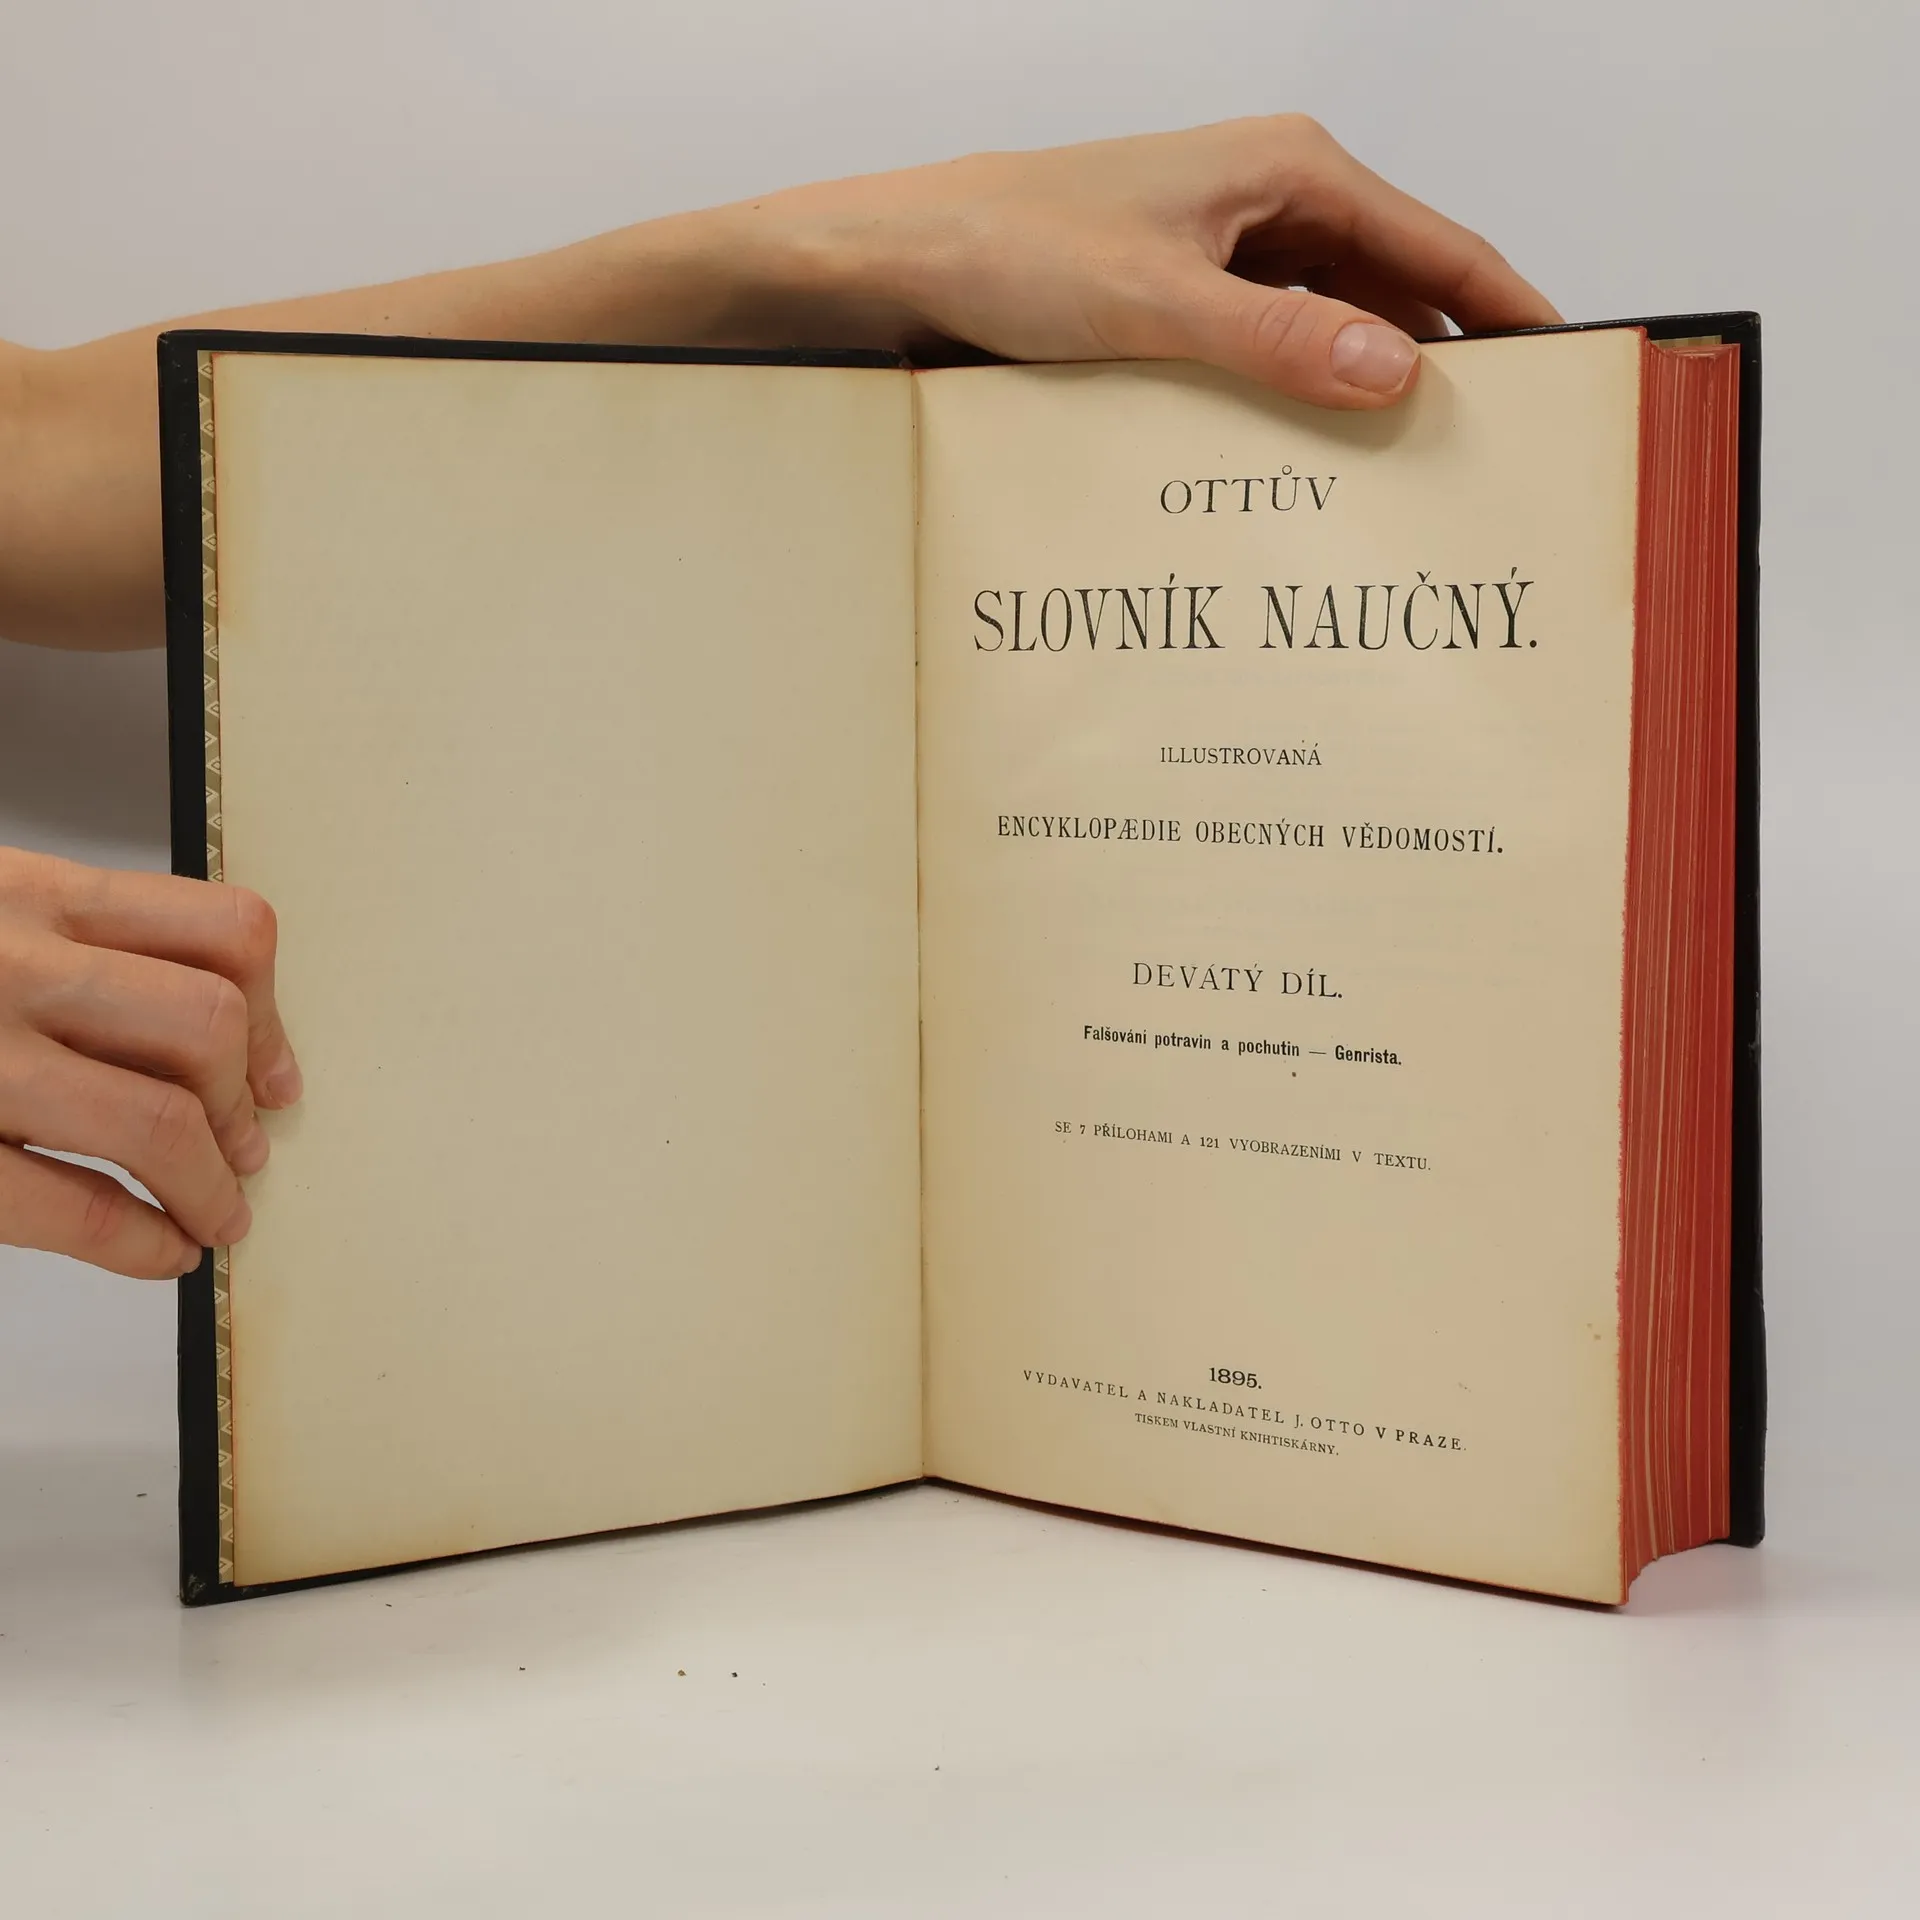 OTTŮV
SLOVNÍK NAUČNÝ.
ILLUSTROVANÁ
ENCYKLOPÆDIE OBECNÝCH VĚDOMOSTÍ.
DEVÁTÝ DÍL.
Falšování potravin a pochutin — Genrista.
SE 7 PŘÍLOHAMI A 121 VYOBRAZENÍMI V TEXTU.
1895.
VYDAVATEL A NAKLADATEL J. OTTO V PRAZE.
TISKEM VLASTNÍ KNIHTISKÁRNY.